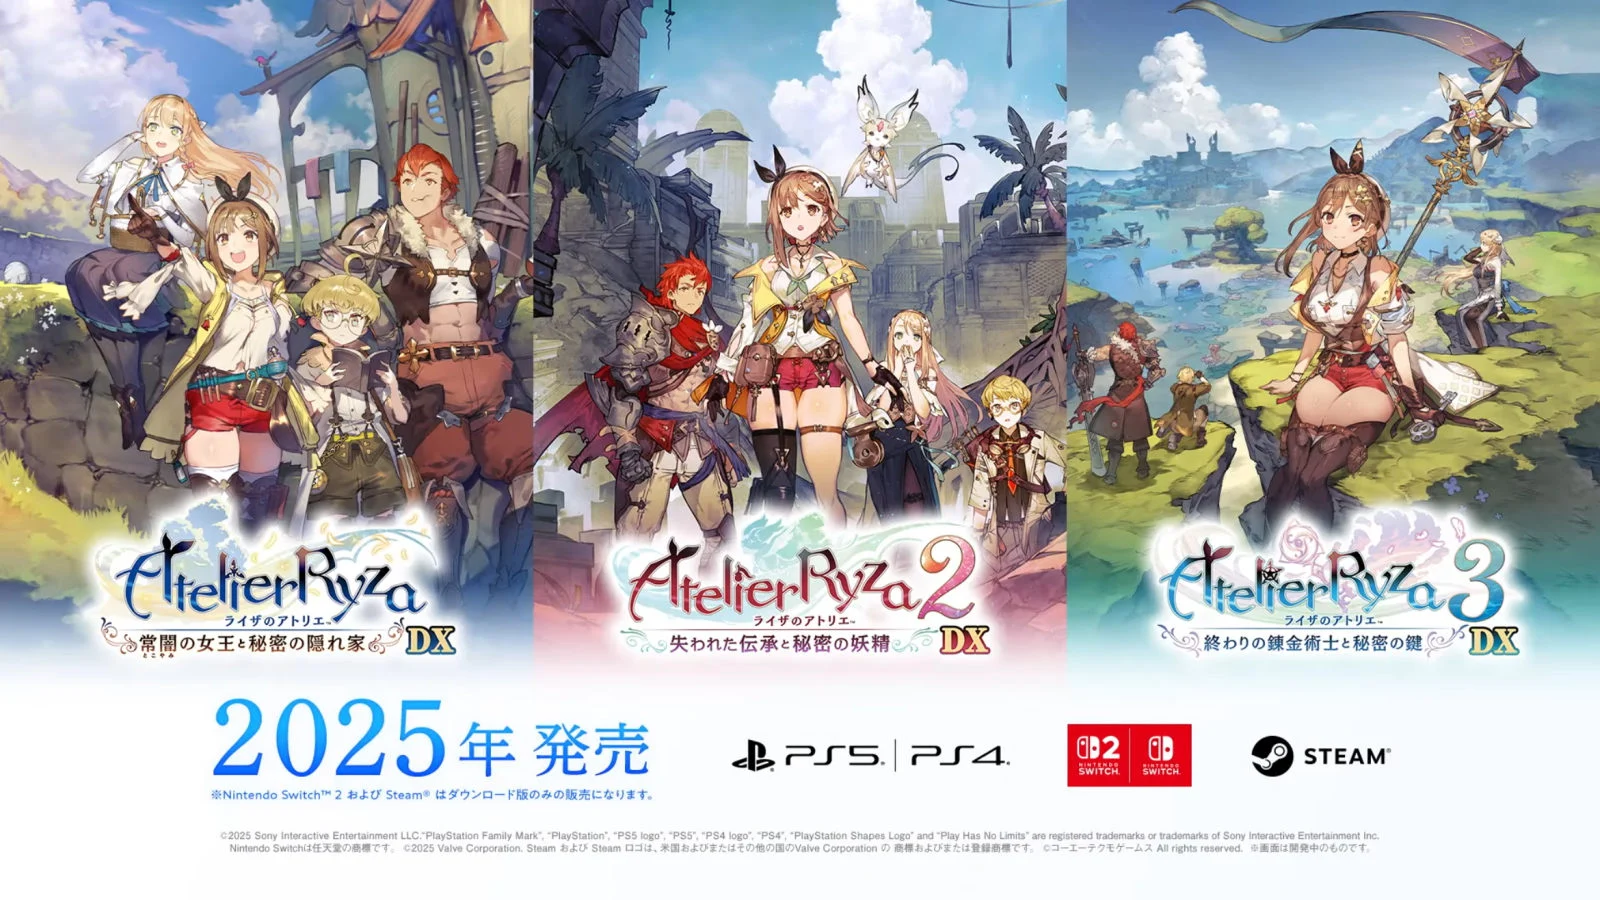 Atelier Ryza
ライザのアトリエ™
常闇の女王と秘密の隠れ家 DX
とこやみ
Atelier Ryza 2
ライザのアトリエ™
失われた伝承と秘密の妖精 DX
Atelier Ryza 3
ライザのアトリエ™
終わりの錬金術士と秘密の鍵 DX
2025年 発売
※Nintendo Switch™ 2 および Steam® はダウンロード版のみの販売になります。
PS5 | PS4
2
NINTENDO SWITCH.
NINTENDO SWITCH.
STEAM®
©2025 Sony Interactive Entertainment LLC."PlayStation Family Mark", "PlayStation", "PS5 logo", "PS5", "PS4 logo", "PS4", "PlayStation Shapes Logo" and "Play Has No Limits" are registered trademarks or trademarks of Sony Interactive Entertainment Inc.
Nintendo Switchは任天堂の商標です。 ©2025 Valve Corporation. Steam および Steam ロゴは、米国およびまたはその他の国のValve Corporation の 商標およびまたは登録商標です。 ©コーエーテクモゲームス All rights reserved. ※画面は開発中のものです。